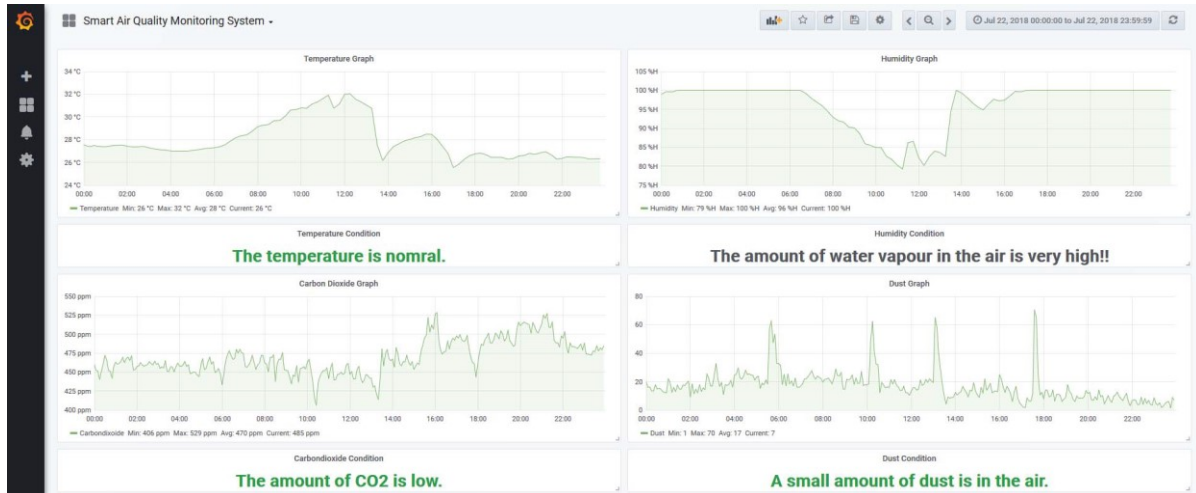 Smart Air Quality Monitoring System
Jul 22, 2018 00:00:00 to Jul 22, 2018 23:59:59
Temperature Graph
34 °C
32 °C
30 °C
28 °C
26 °C
24 °C
00:00 02:00 04:00 06:00 08:00 10:00 12:00 14:00 16:00 18:00 20:00 22:00
Temperature Min: 26 °C Max: 32 °C Avg: 28 °C Current: 26 °C
Humidity Graph
105 %H
100 %H
95 %H
90 %H
85 %H
80 %H
75 %H
00:00 02:00 04:00 06:00 08:00 10:00 12:00 14:00 16:00 18:00 20:00 22:00
Humidity Min: 79 %H Max: 100 %H Avg: 96 %H Current: 100 %H
Temperature Condition
The temperature is nomral.
Humidity Condition
The amount of water vapour in the air is very high!!
Carbon Dioxide Graph
550 ppm
525 ppm
500 ppm
475 ppm
450 ppm
425 ppm
400 ppm
00:00 02:00 04:00 06:00 08:00 10:00 12:00 14:00 16:00 18:00 20:00 22:00
Carbondixoide Min: 406 ppm Max: 529 ppm Avg: 470 ppm Current: 485 ppm
Dust Graph
80
60
40
20
0
00:00 02:00 04:00 06:00 08:00 10:00 12:00 14:00 16:00 18:00 20:00 22:00
Dust Min: 1 Max: 70 Avg: 17 Current: 7
Carbondioxide Condition
The amount of CO2 is low.
Dust Condition
A small amount of dust is in the air.